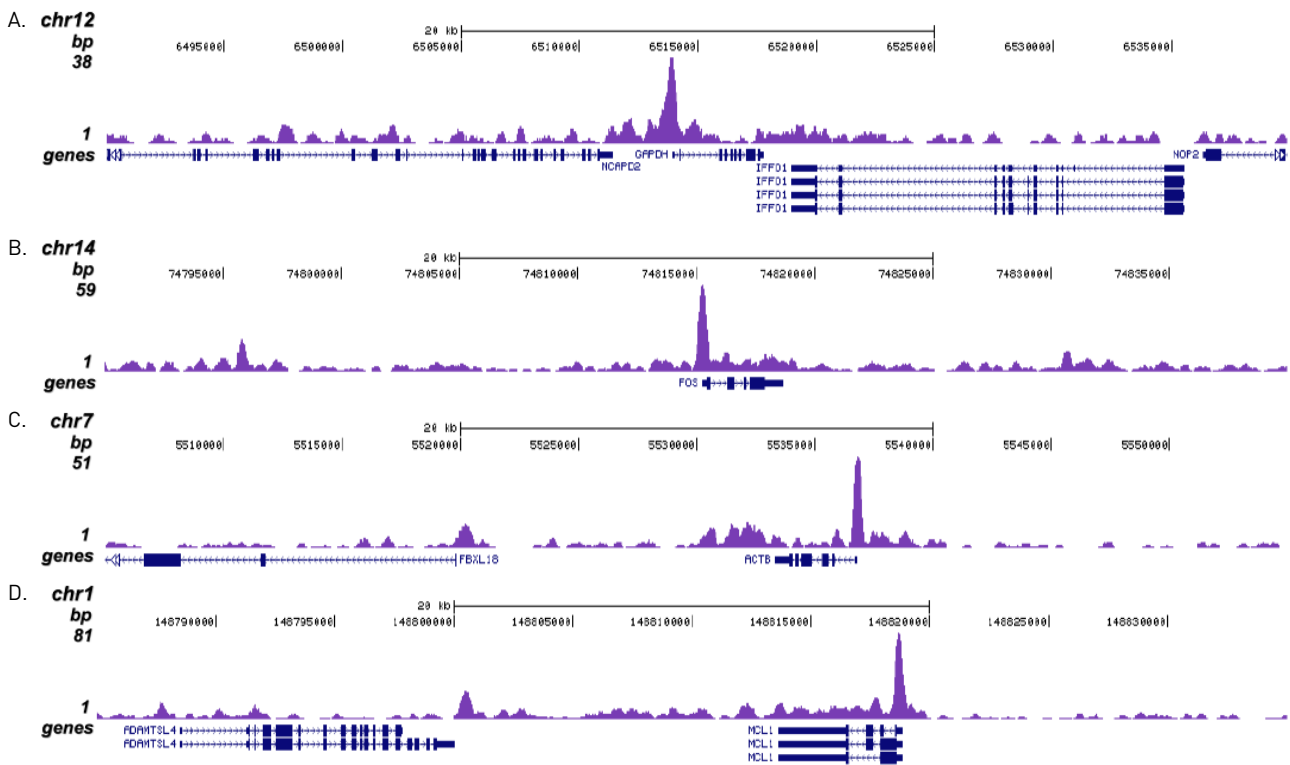 A. chr12
20 kb
bp 6495000 6500000 6505000 6510000 6515000 6520000 6525000 6530000 6535000
38
1
genes GAPDH NOP2
NCAPD2 IFFO1
IFFO1
IFFO1
IFFO1
B. chr14
20 kb
bp 74795000 74800000 74805000 74810000 74815000 74820000 74825000 74830000 74835000
59
1
genes FOS
C. chr7
20 kb
bp 5510000 5515000 5520000 5525000 5530000 5535000 5540000 5545000 5550000
51
1
genes FBXL18 ACTB
D. chr1
20 kb
bp 148790000 148795000 148800000 148805000 148810000 148815000 148820000 148825000 148830000
81
1
genes ADAMTSL4 MCL1
ADAMTSL4 MCL1
MCL1